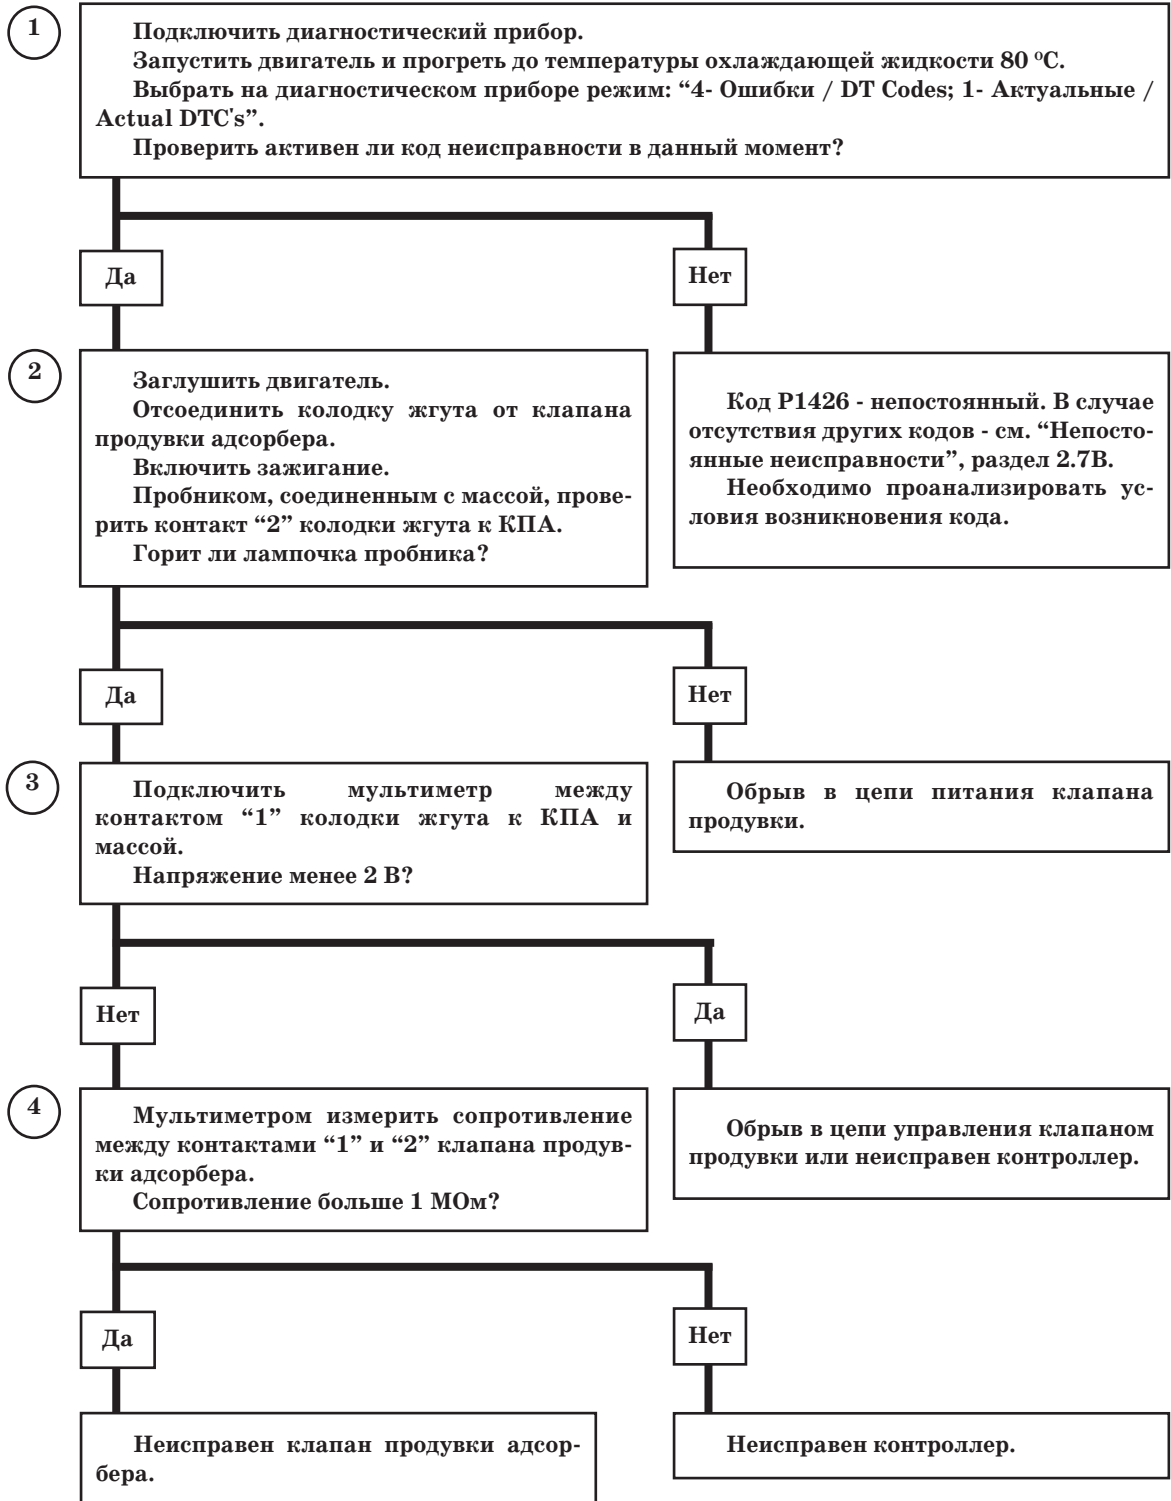 1
Подключить диагностический прибор.
Запустить двигатель и прогреть до температуры охлаждающей жидкости 80 ºС.
Выбрать на диагностическом приборе режим: “4- Ошибки / DT Codes; 1- Актуальные /
Actual DTC's”.
Проверить активен ли код неисправности в данный момент?
Да
Нет
2
Заглушить двигатель.
Отсоединить колодку жгута от клапана
продувки адсорбера.
Включить зажигание.
Пробником, соединенным с массой, прове-
рить контакт “2” колодки жгута к КПА.
Горит ли лампочка пробника?
Код Р1426 - непостоянный. В случае
отсутствия других кодов - см. “Непосто-
янные неисправности”, раздел 2.7В.
Необходимо проанализировать ус-
ловия возникновения кода.
Да
Нет
3
Подключить мультиметр между
контактом “1” колодки жгута к КПА и
массой.
Напряжение менее 2 В?
Обрыв в цепи питания клапана
продувки.
Нет
Да
4
Мультиметром измерить сопротивление
между контактами “1” и “2” клапана продув-
ки адсорбера.
Сопротивление больше 1 МОм?
Обрыв в цепи управления клапаном
продувки или неисправен контроллер.
Да
Нет
Неисправен клапан продувки адсор-
бера.
Неисправен контроллер.